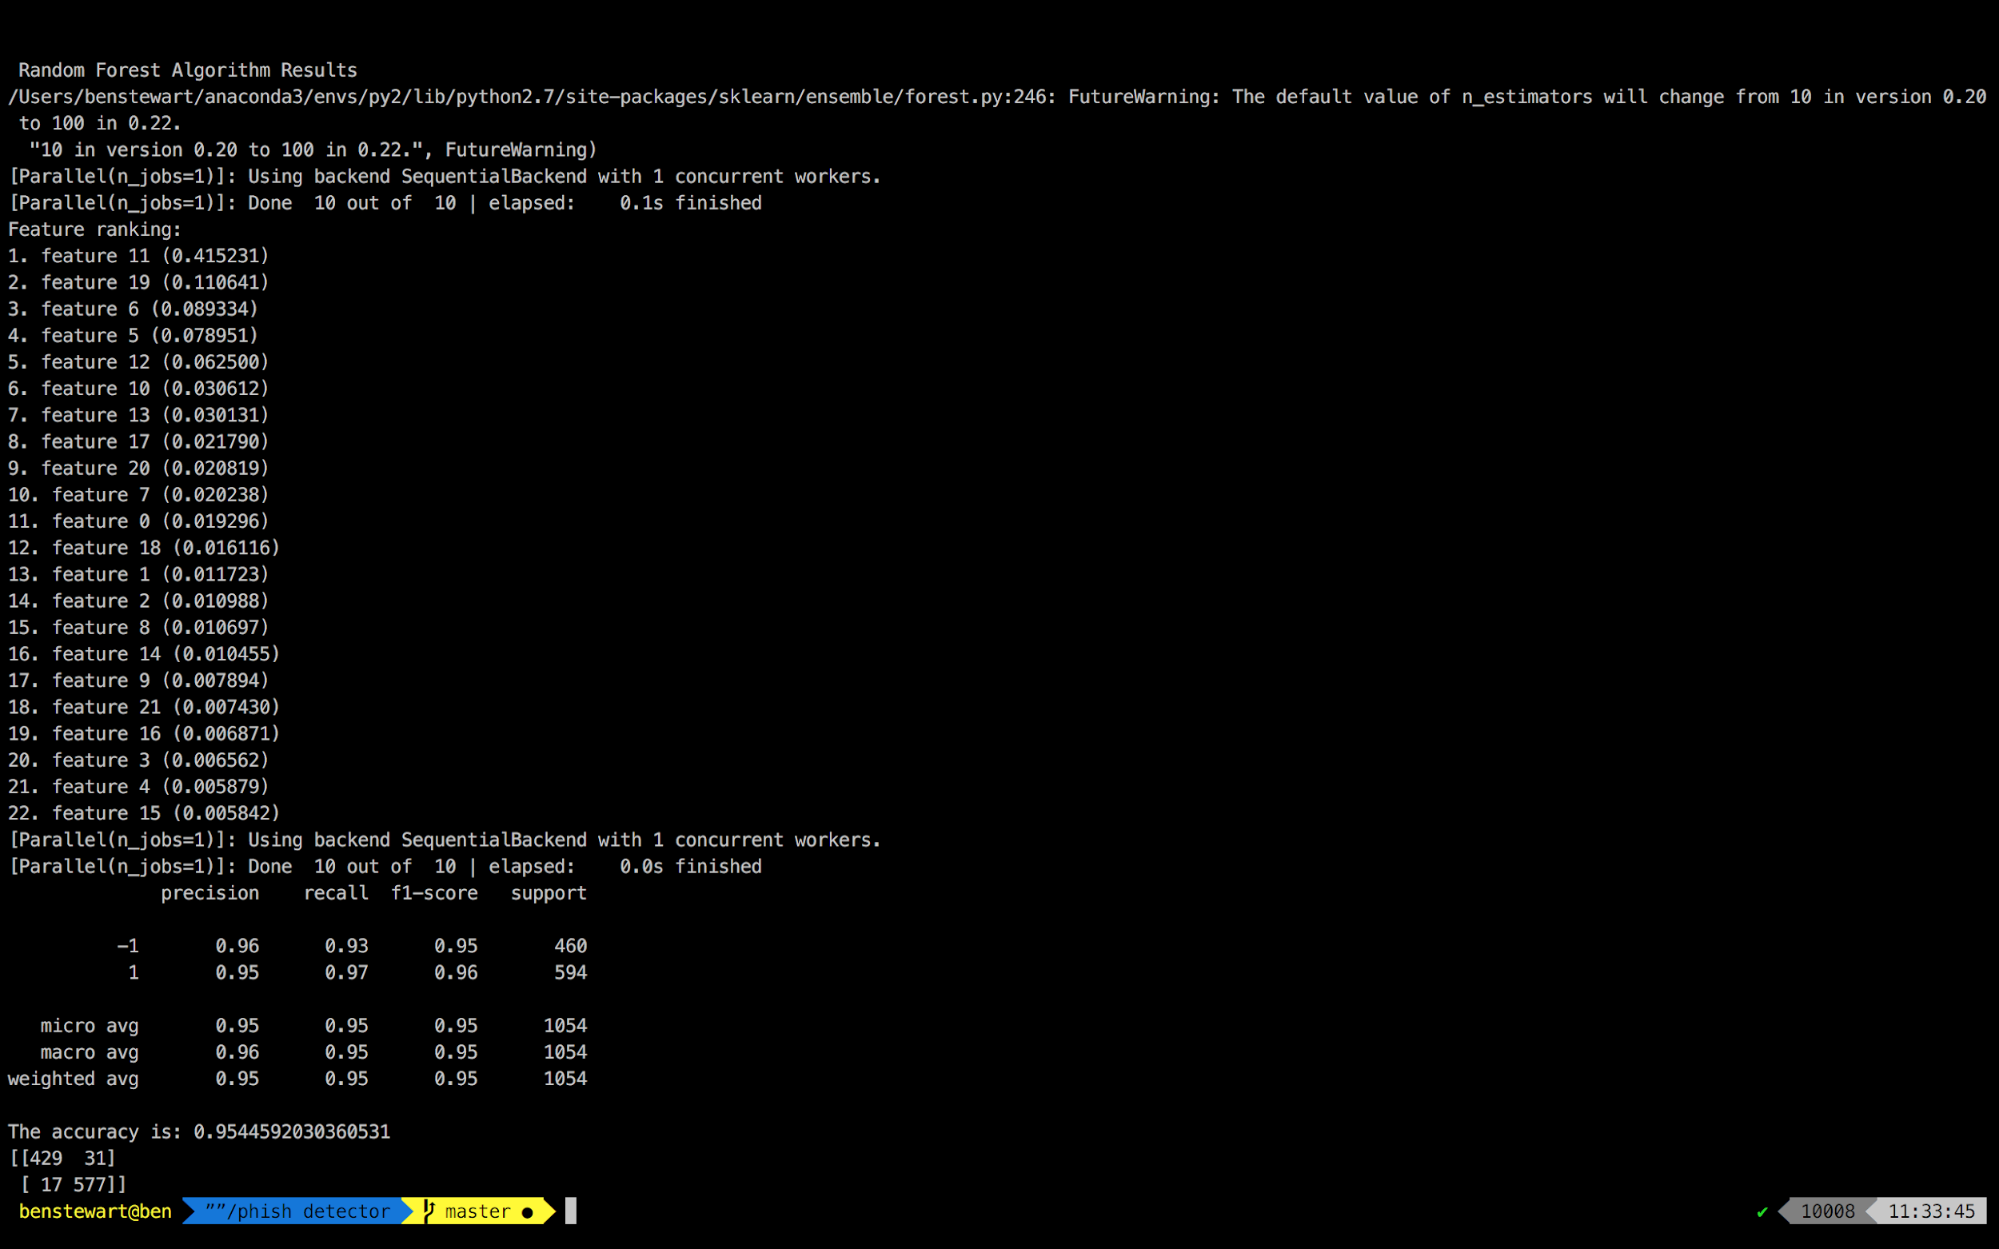 Random Forest Algorithm Results
/Users/benstewart/anaconda3/envs/py2/lib/python2.7/site-packages/sklearn/ensemble/forest.py:246: FutureWarning: The default value of n_estimators will change from 10 in version 0.20
to 100 in 0.22.
"10 in version 0.20 to 100 in 0.22.", FutureWarning)
[Parallel(n_jobs=1)]: Using backend SequentialBackend with 1 concurrent workers.
[Parallel(n_jobs=1)]: Done  10 out of  10 | elapsed:    0.1s finished
Feature ranking:
1. feature 11 (0.415231)
2. feature 19 (0.110641)
3. feature 6 (0.089334)
4. feature 5 (0.078951)
5. feature 12 (0.062500)
6. feature 10 (0.030612)
7. feature 13 (0.030131)
8. feature 17 (0.021790)
9. feature 20 (0.020819)
10. feature 7 (0.020238)
11. feature 0 (0.019296)
12. feature 18 (0.016116)
13. feature 1 (0.011723)
14. feature 2 (0.010988)
15. feature 8 (0.010697)
16. feature 14 (0.010455)
17. feature 9 (0.007894)
18. feature 21 (0.007430)
19. feature 16 (0.006871)
20. feature 3 (0.006562)
21. feature 4 (0.005879)
22. feature 15 (0.005842)
[Parallel(n_jobs=1)]: Using backend SequentialBackend with 1 concurrent workers.
[Parallel(n_jobs=1)]: Done  10 out of  10 | elapsed:    0.0s finished
precision    recall  f1-score   support
-1       0.96      0.93      0.95       460
1       0.95      0.97      0.96       594
micro avg       0.95      0.95      0.95      1054
macro avg       0.96      0.95      0.95      1054
weighted avg       0.95      0.95      0.95      1054
The accuracy is: 0.9544592030360531
[[429  31]
[ 17 577]]
benstewart@ben ""/phish detector master ● ✔ 10008 11:33:45